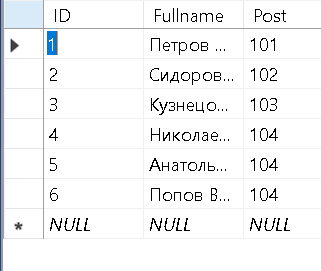 ID Fullname Post
1 Петров ... 101
2 Сидоров... 102
3 Кузнецо... 103
4 Николае... 104
5 Анатоль... 104
6 Попов В... 104
* NULL NULL NULL